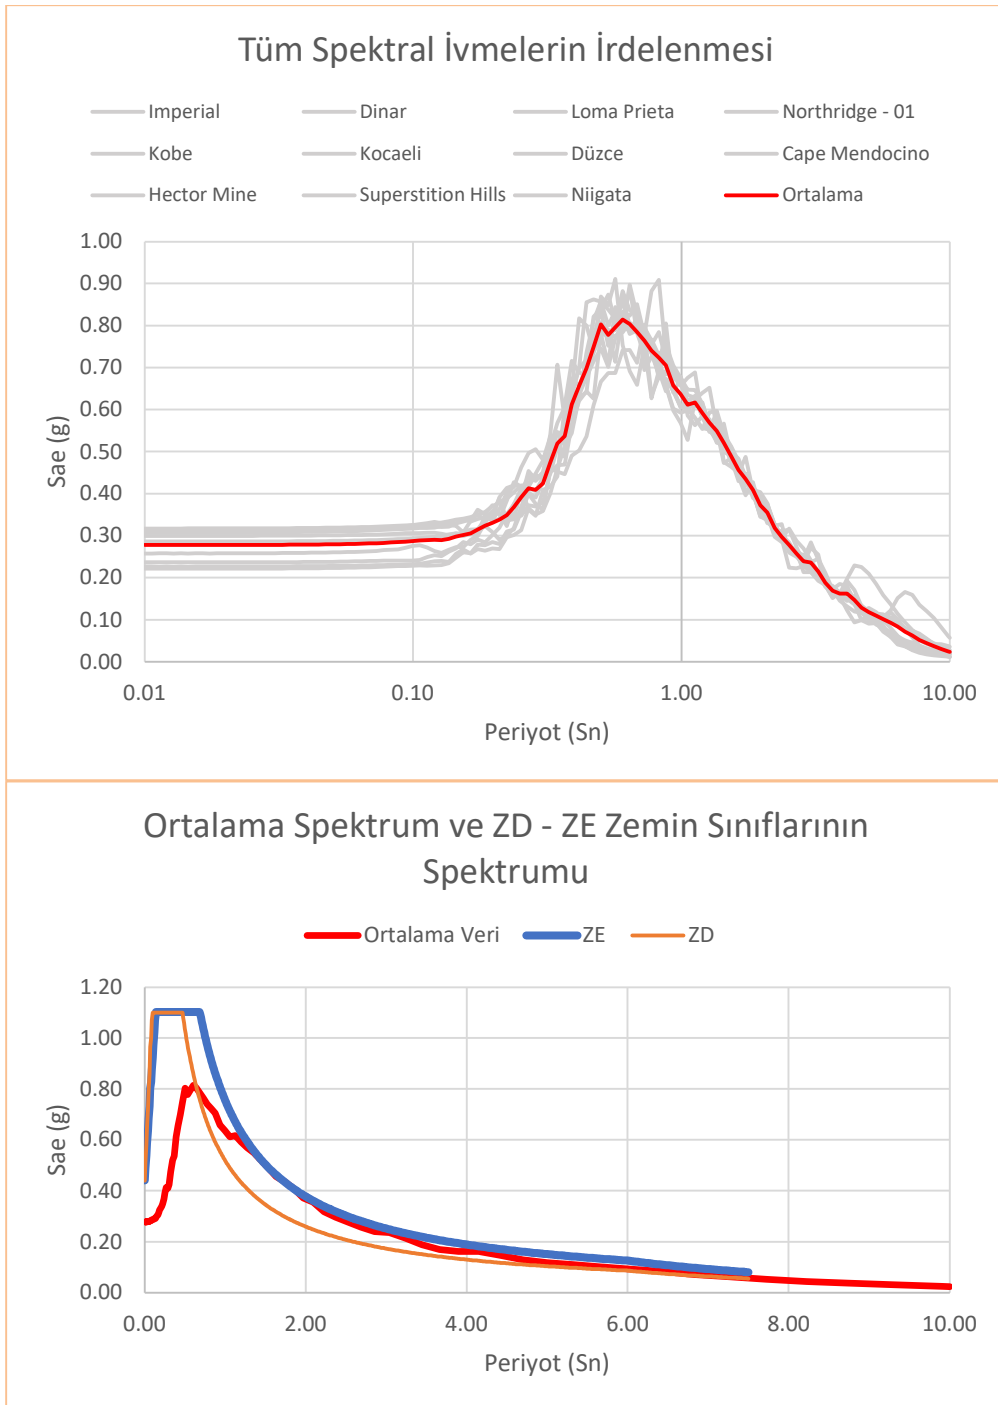 Tüm Spektral İvmelerin İrdelenmesi
Imperial Dinar Loma Prieta Northridge - 01
Kobe Kocaeli Düzce Cape Mendocino
Hector Mine Superstition Hills Niigata Ortalama
1.00
0.90
0.80
0.70
0.60
0.50
0.40
0.30
0.20
0.10
0.00
Sae (g)
0.01 0.10 1.00 10.00
Periyot (Sn)
Ortalama Spektrum ve ZD - ZE Zemin Sınıflarının
Spektrumu
Ortalama Veri ZE ZD
1.20
1.00
0.80
0.60
0.40
0.20
0.00
Sae (g)
0.00 2.00 4.00 6.00 8.00 10.00
Periyot (Sn)